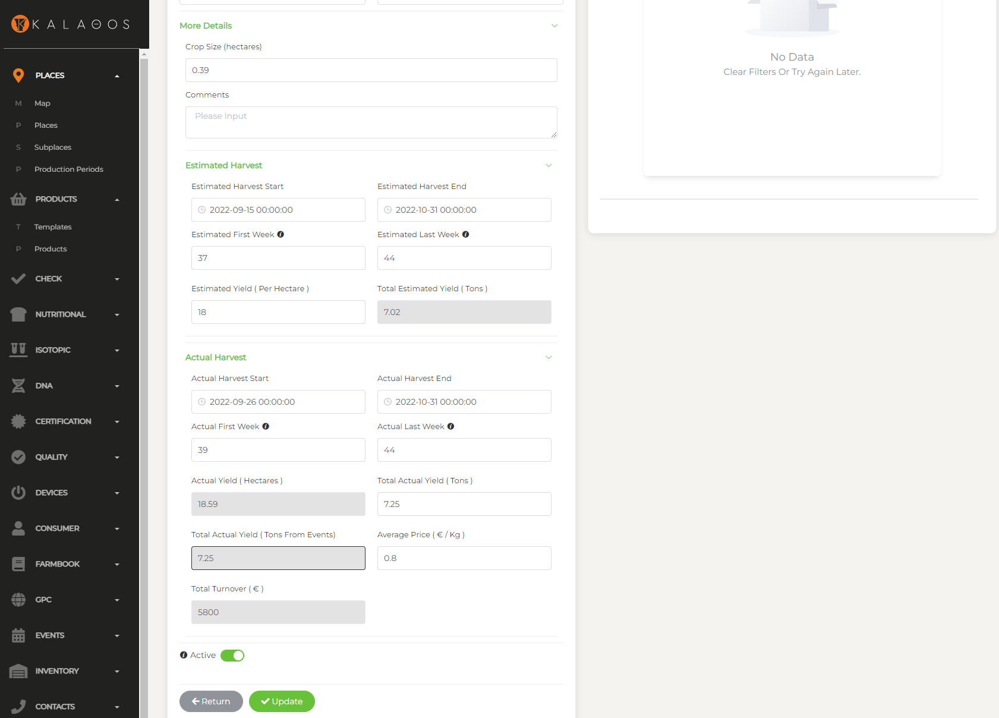 KALAΘOS
PLACES
M Map
P Places
S Subplaces
P Production Periods
PRODUCTS
T Templates
P Products
CHECK
NUTRITIONAL
ISOTOPIC
DNA
CERTIFICATION
QUALITY
DEVICES
CONSUMER
FARMBOOK
GPC
EVENTS
INVENTORY
CONTACTS
More Details
Crop Size (hectares)
0.39
Comments
Please Input
Estimated Harvest
Estimated Harvest Start Estimated Harvest End
2022-09-15 00:00:00 2022-10-31 00:00:00
Estimated First Week Estimated Last Week
37 44
Estimated Yield ( Per Hectare ) Total Estimated Yield ( Tons )
18 7.02
Actual Harvest
Actual Harvest Start Actual Harvest End
2022-09-26 00:00:00 2022-10-31 00:00:00
Actual First Week Actual Last Week
39 44
Actual Yield ( Hectares ) Total Actual Yield ( Tons )
18.59 7.25
Total Actual Yield ( Tons From Events) Average Price ( € / Kg )
7.25 0.8
Total Turnover ( € )
5800
Active
Return Update
No Data
Clear Filters Or Try Again Later.